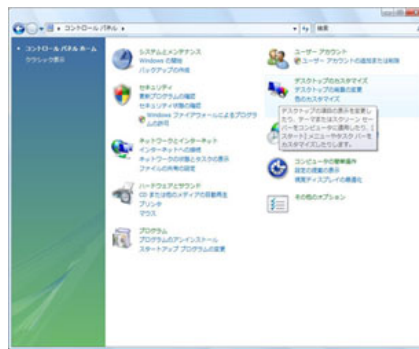 コントロール パネル
検索
コントロール パネル ホーム
クラシック表示
システムとメンテナンス
Windows の開始
バックアップの作成
セキュリティ
更新プログラムの確認
セキュリティ状態の確認
Windows ファイアウォールによるプログラ
ムの許可
ネットワークとインターネット
インターネットへの接続
ネットワークの状態とタスクの表示
ファイルの共有の設定
ハードウェアとサウンド
CD または他のメディアの自動再生
プリンタ
マウス
プログラム
プログラムのアンインストール
スタートアップ プログラムの変更
ユーザー アカウント
ユーザー アカウントの追加または削除
デスクトップのカスタマイズ
デスクトップの背景の変更
色のカスタマイズ
デスクトップの項目の表示を変更し
たり、テーマまたはスクリーン セー
バーをコンピュータに適用したり、[
スタート] メニューやタスク バーを
カスタマイズしたりします。
コンピュータの簡単操作
設定の提案の表示
視覚ディスプレイの最適化
その他のオプション